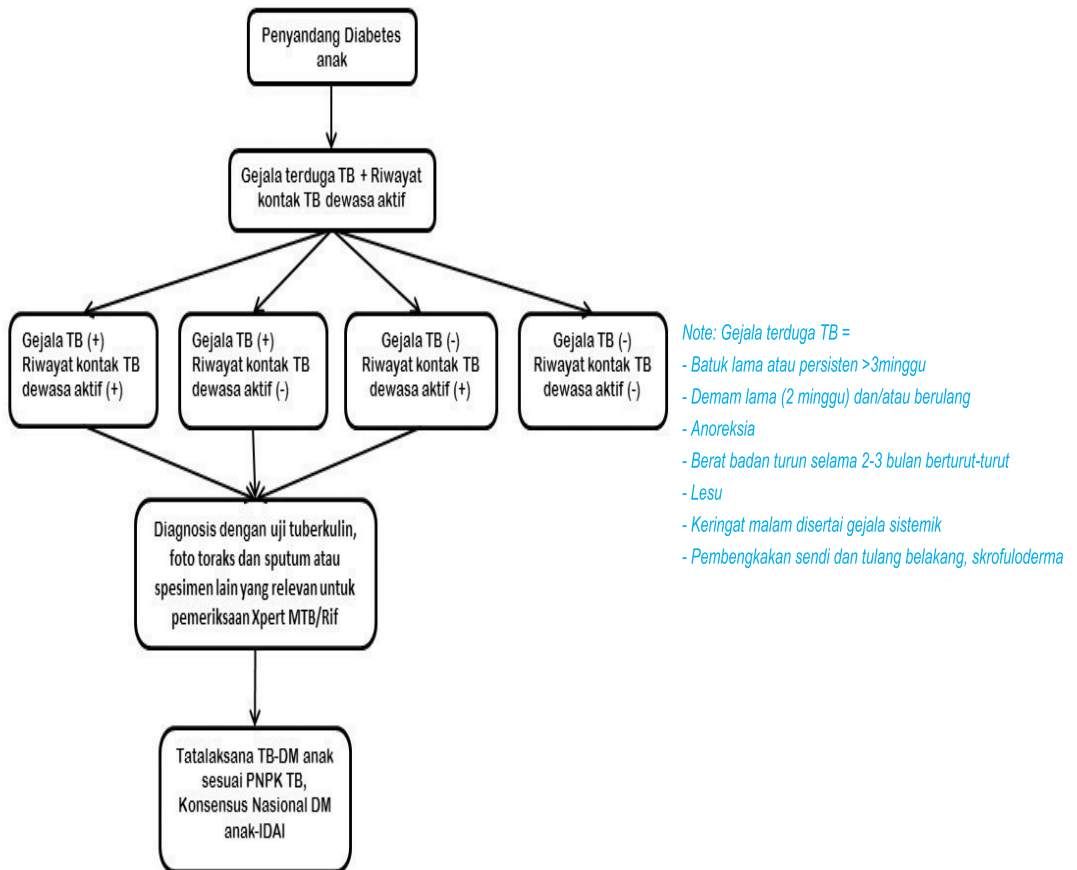 Penyandang Diabetes
anak
Gejala terduga TB + Riwayat
kontak TB dewasa aktif
Gejala TB (+)
Riwayat kontak TB
dewasa aktif (+)
Gejala TB (+)
Riwayat kontak TB
dewasa aktif (-)
Gejala TB (-)
Riwayat kontak TB
dewasa aktif (+)
Gejala TB (-)
Riwayat kontak TB
dewasa aktif (-)
Note: Gejala terduga TB =
- Batuk lama atau persisten >3minggu
- Demam lama (2 minggu) dan/atau berulang
- Anoreksia
- Berat badan turun selama 2-3 bulan berturut-turut
- Lesu
- Keringat malam disertai gejala sistemik
- Pembengkakan sendi dan tulang belakang, skrofuloderma
Diagnosis dengan uji tuberkulin,
foto toraks dan sputum atau
spesimen lain yang relevan untuk
pemeriksaan Xpert MTB/Rif
Tatalaksana TB-DM anak
sesuai PNPK TB,
Konsensus Nasional DM
anak-IDAI